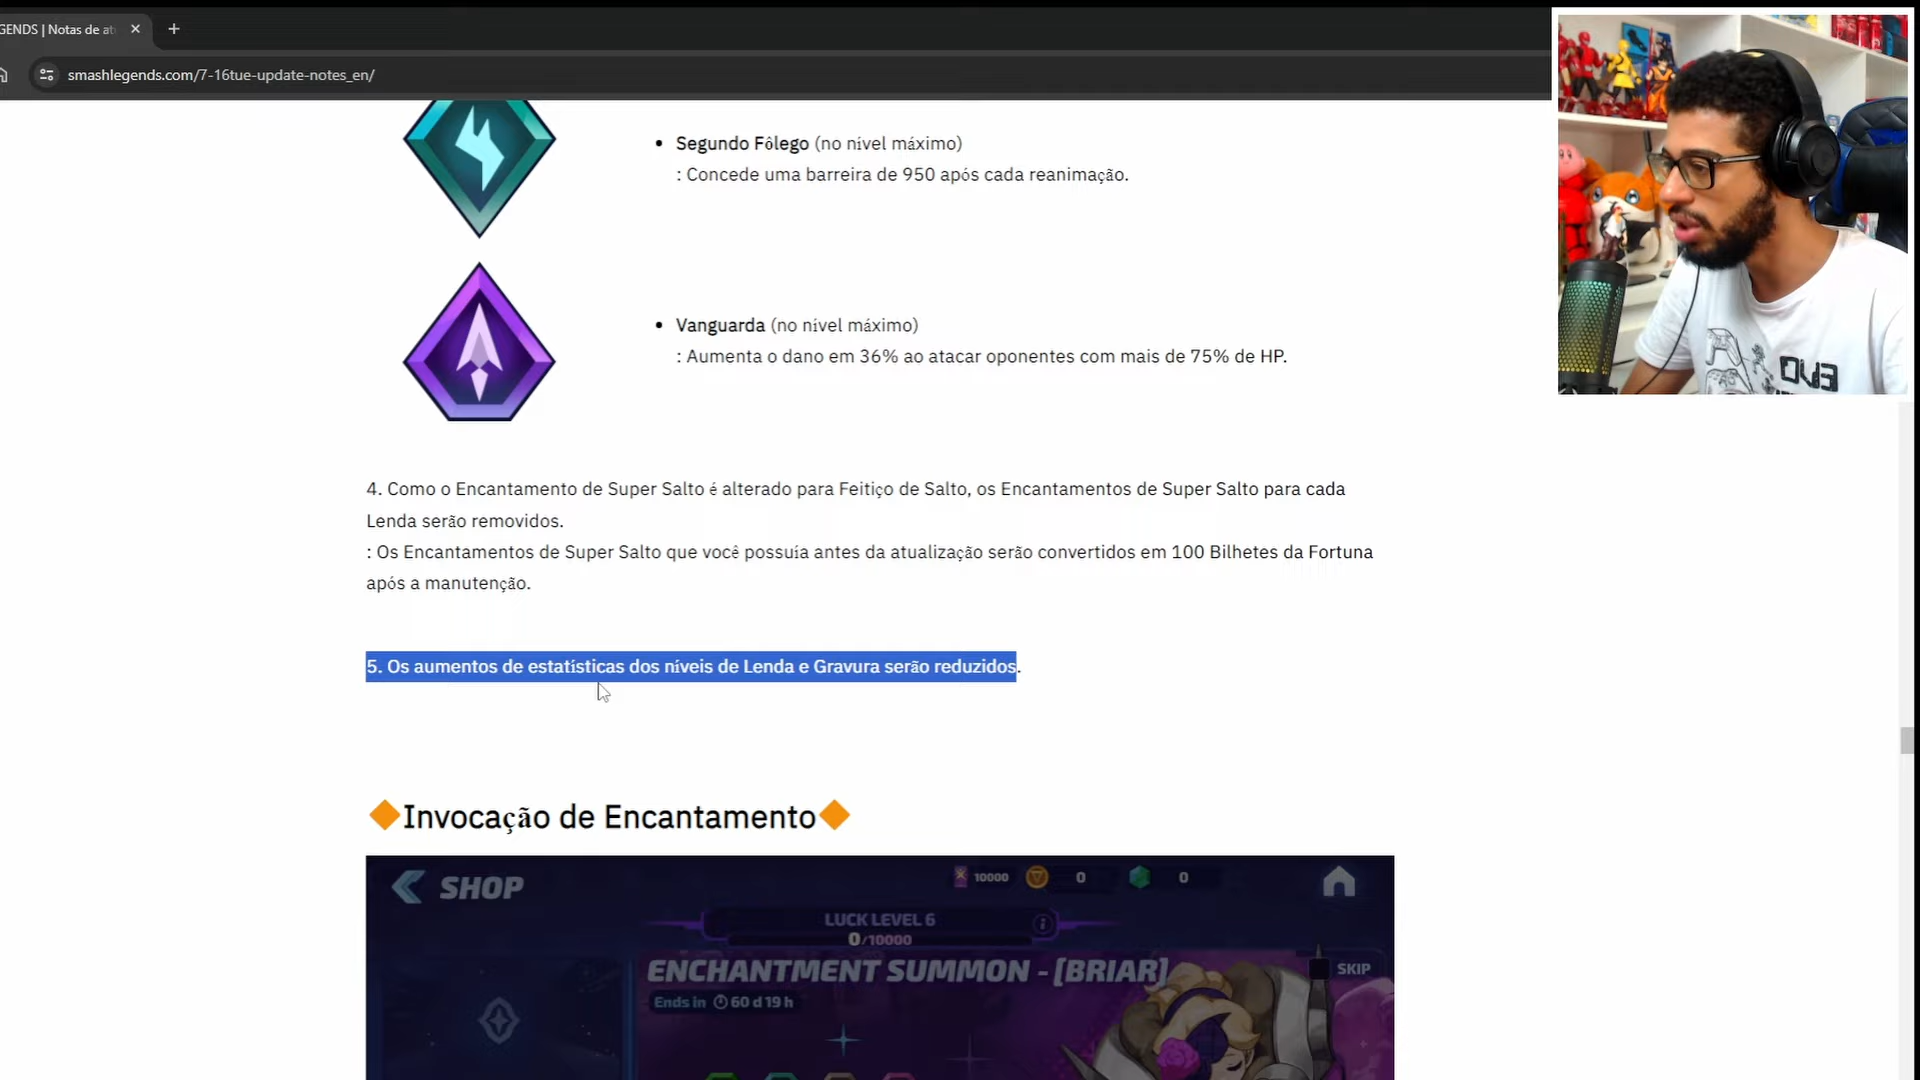 GENDS | Notas de at
smashlegends.com/7-16tue-update-notes_en/
• Segundo Fôlego (no nível máximo)
: Concede uma barreira de 950 após cada reanimação.
• Vanguarda (no nível máximo)
: Aumenta o dano em 36% ao atacar oponentes com mais de 75% de HP.
4. Como o Encantamento de Super Salto é alterado para Feitiço de Salto, os Encantamentos de Super Salto para cada
Lenda serão removidos.
: Os Encantamentos de Super Salto que você possuía antes da atualização serão convertidos em 100 Bilhetes da Fortuna
após a manutenção.
5. Os aumentos de estatísticas dos níveis de Lenda e Gravura serão reduzidos.
🔶Invocação de Encantamento🔶
SHOP
10000 0 0
LUCK LEVEL 6
0/10000
ENCHANTMENT SUMMON - [BRIAR]
SKIP
Ends in 60 d 19 h